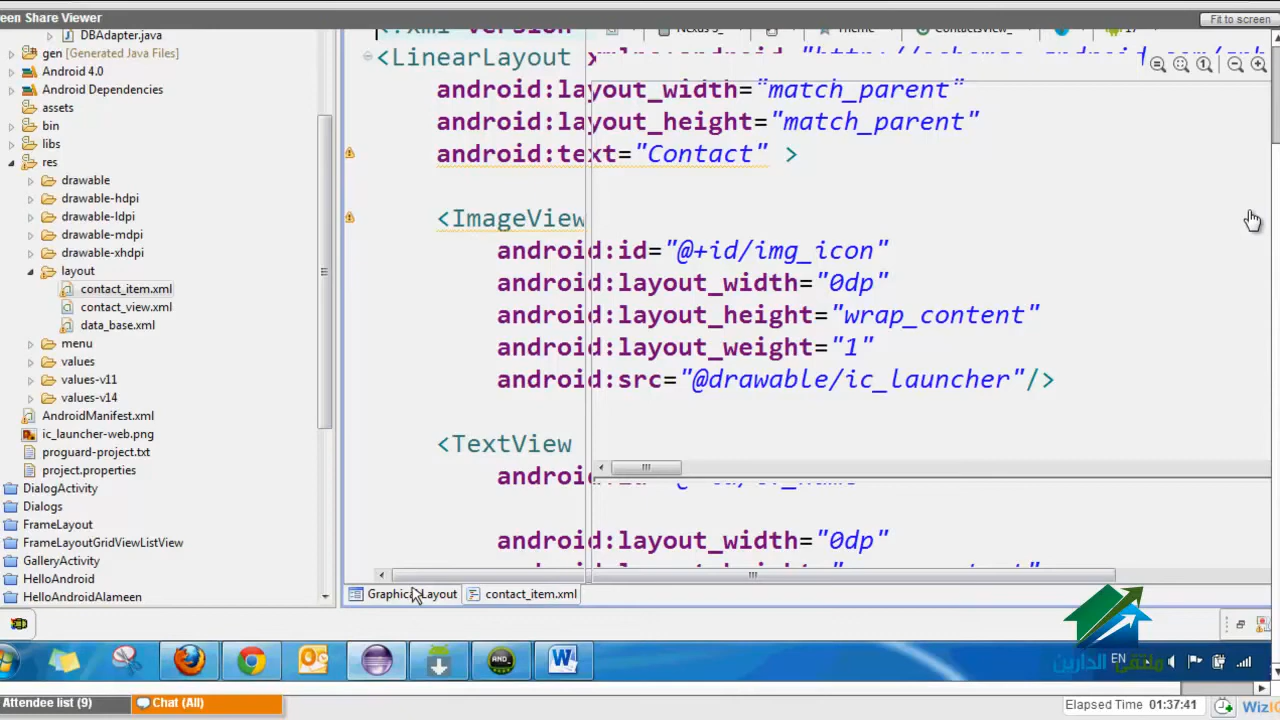 een Share Viewer
Fit to screen
DBAdapter.java
gen [Generated Java Files]
Android 4.0
Android Dependencies
assets
bin
libs
res
drawable
drawable-hdpi
drawable-ldpi
drawable-mdpi
drawable-xhdpi
layout
contact_item.xml
contact_view.xml
data_base.xml
menu
values
values-v11
values-v14
AndroidManifest.xml
ic_launcher-web.png
proguard-project.txt
project.properties
DialogActivity
Dialogs
FrameLayout
FrameLayoutGridViewListView
GalleryActivity
HelloAndroid
HelloAndroidAlameen
<LinearLayout
android:layout_width="match_parent"
android:layout_height="match_parent"
android:text="Contact" >
<ImageView
android:id="@+id/img_icon"
android:layout_width="0dp"
android:layout_height="wrap_content"
android:layout_weight="1"
android:src="@drawable/ic_launcher"/>
<TextView
android:layout_width="0dp"
Graphical Layout
contact_item.xml
ملتقى الدارين
EN
Attendee list (9)
Chat (All)
Elapsed Time 01:37:41
WizI